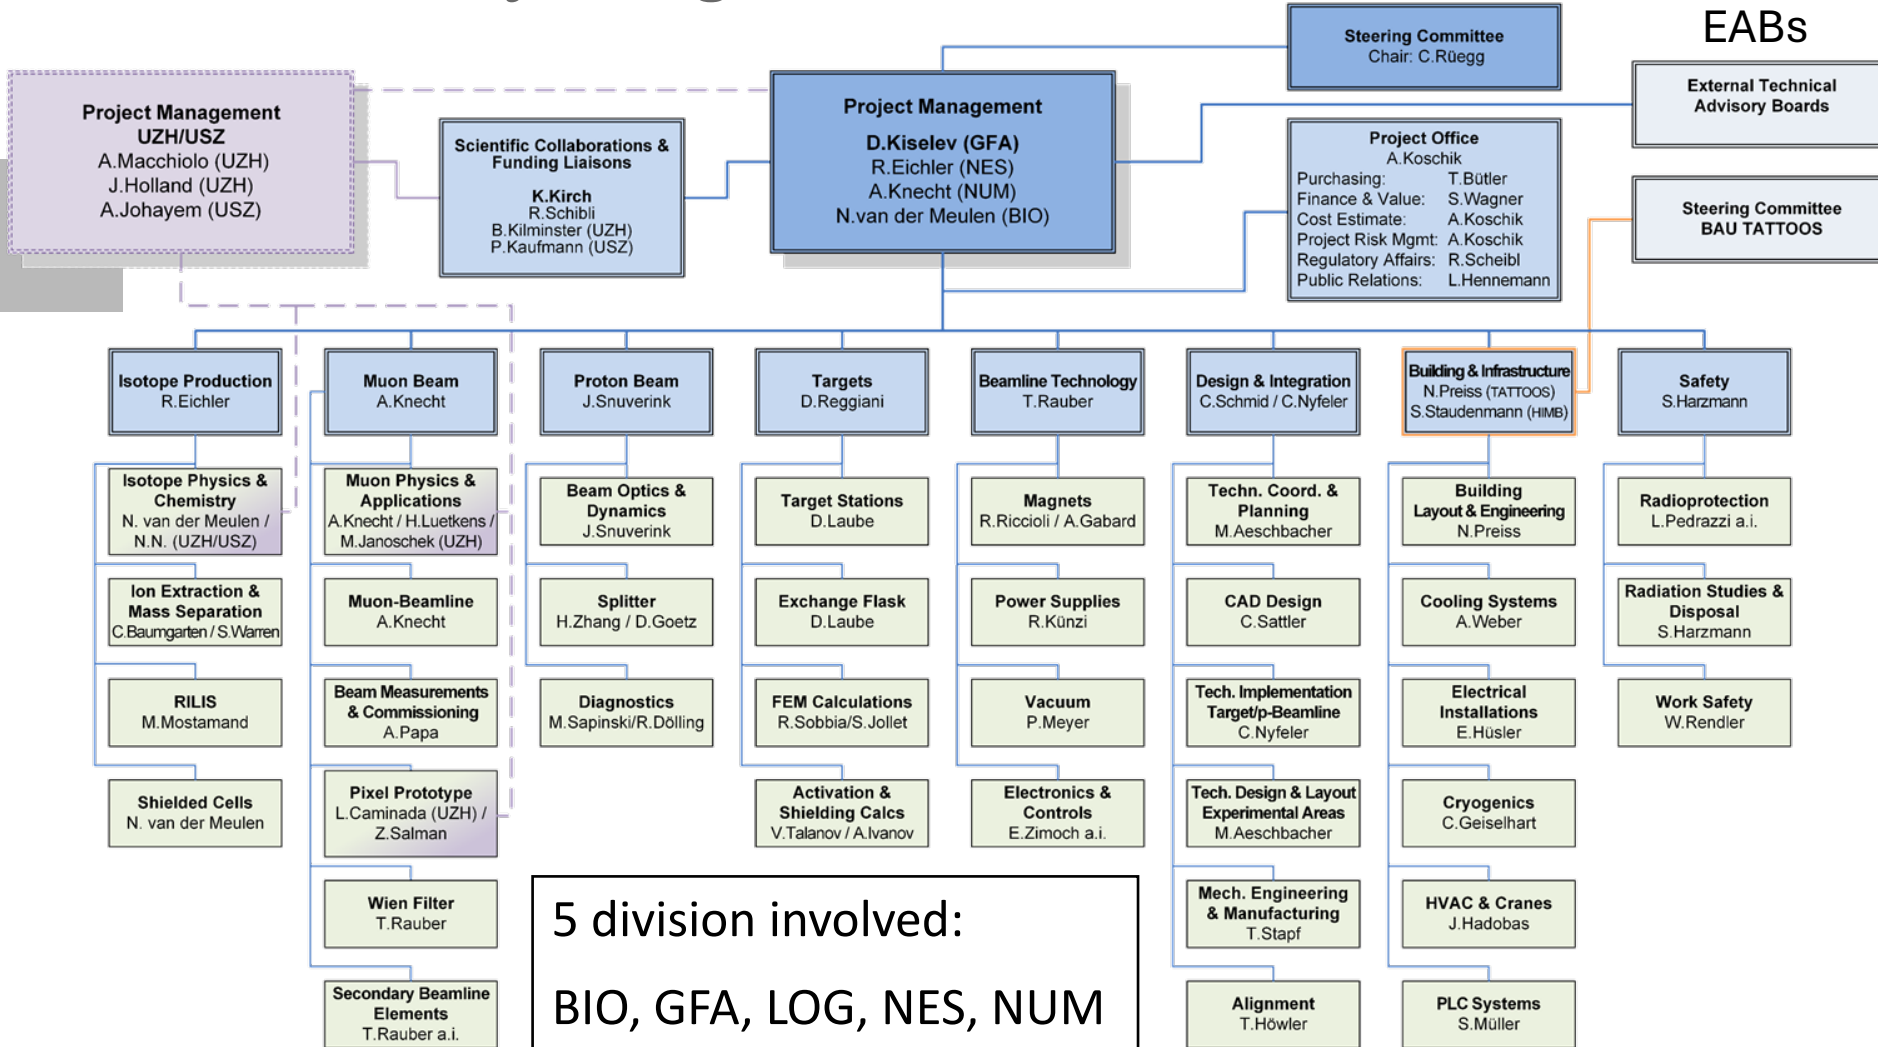 EABs
Steering Committee
Chair: C.Rüegg
External Technical
Advisory Boards
Project Management
UZH/USZ
A.Macchiolo (UZH)
J.Holland (UZH)
A.Johayem (USZ)
Scientific Collaborations &
Funding Liaisons
K.Kirch
R.Schibli
B.Kilminster (UZH)
P.Kaufmann (USZ)
Project Management
D.Kiselev (GFA)
R.Eichler (NES)
A.Knecht (NUM)
N.van der Meulen (BIO)
Project Office
A.Koschik
Purchasing: T.Bütler
Finance & Value: S.Wagner
Cost Estimate: A.Koschik
Project Risk Mgmt: A.Koschik
Regulatory Affairs: R.Scheibl
Public Relations: L.Hennemann
Steering Committee
BAU TATTOOS
Isotope Production
R.Eichler
Muon Beam
A.Knecht
Proton Beam
J.Snuverink
Targets
D.Reggiani
Beamline Technology
T.Rauber
Design & Integration
C.Schmid / C.Nyfeler
Building & Infrastructure
N.Preiss (TATTOOS)
S.Staudenmann (HIMB)
Safety
S.Harzmann
Isotope Physics &
Chemistry
N. van der Meulen /
N.N. (UZH/USZ)
Muon Physics &
Applications
A.Knecht / H.Luetkens /
M.Janoschek (UZH)
Beam Optics &
Dynamics
J.Snuverink
Target Stations
D.Laube
Magnets
R.Riccioli / A.Gabard
Techn. Coord. &
Planning
M.Aeschbacher
Building
Layout & Engineering
N.Preiss
Radioprotection
L.Pedrazzi a.i.
Ion Extraction &
Mass Separation
C.Baumgarten / S.Warren
Muon-Beamline
A.Knecht
Splitter
H.Zhang / D.Goetz
Exchange Flask
D.Laube
Power Supplies
R.Künzi
CAD Design
C.Sattler
Cooling Systems
A.Weber
Radiation Studies &
Disposal
S.Harzmann
RILIS
M.Mostamand
Beam Measurements
& Commissioning
A.Papa
Diagnostics
M.Sapinski/R.Dölling
FEM Calculations
R.Sobbia/S.Jollet
Vacuum
P.Meyer
Tech. Implementation
Target/p-Beamline
C.Nyfeler
Electrical
Installations
E.Hüsler
Work Safety
W.Rendler
Shielded Cells
N. van der Meulen
Pixel Prototype
L.Caminada (UZH) /
Z.Salman
Activation &
Shielding Calcs
V.Talanov / A.Ivanov
Electronics &
Controls
E.Zimoch a.i.
Tech. Design & Layout
Experimental Areas
M.Aeschbacher
Cryogenics
C.Geiselhart
Wien Filter
T.Rauber
Mech. Engineering
& Manufacturing
T.Stapf
HVAC & Cranes
J.Hadobas
Secondary Beamline
Elements
T.Rauber a.i.
Alignment
T.Höwler
PLC Systems
S.Müller
5 division involved:
BIO, GFA, LOG, NES, NUM